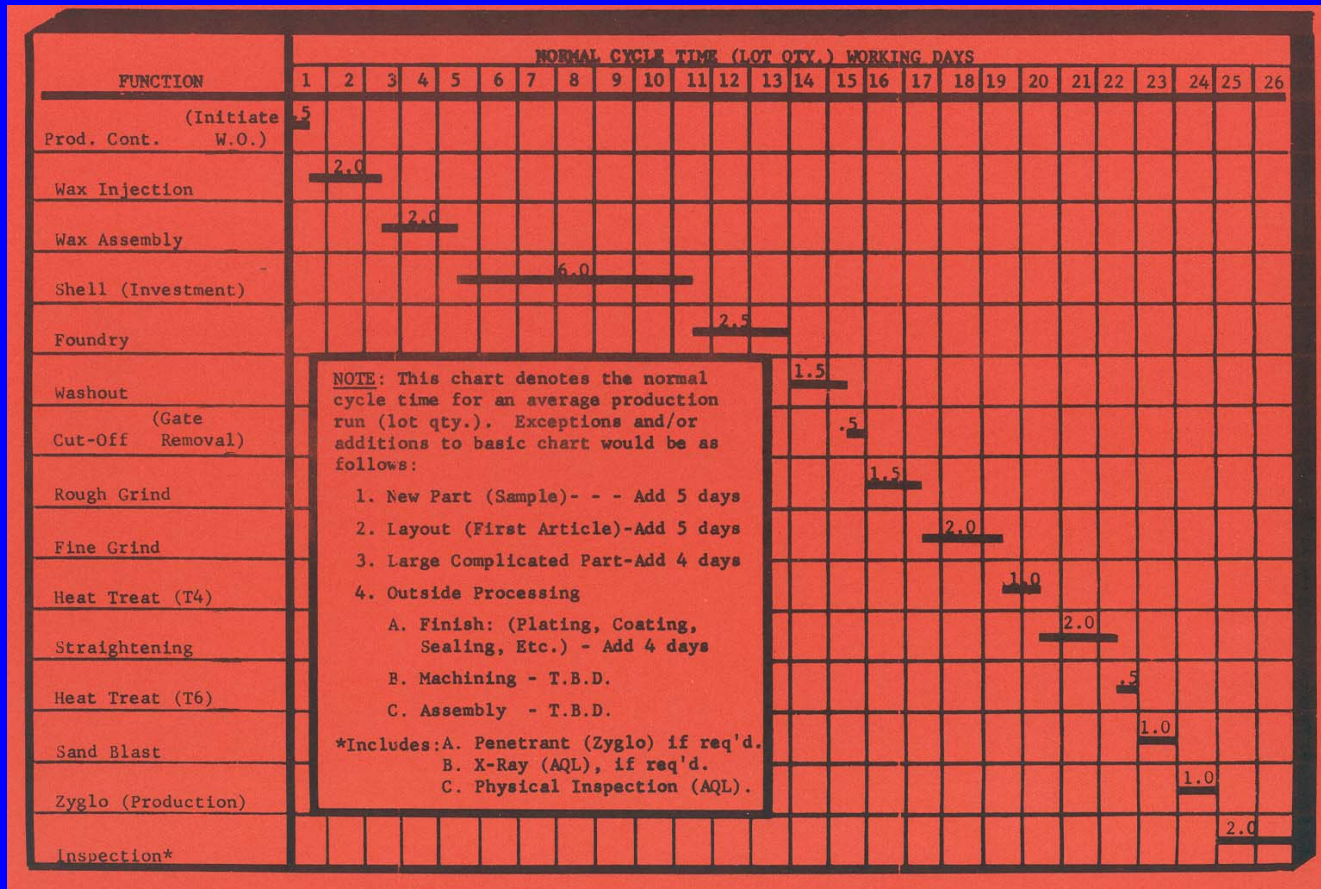 NORMAL CYCLE TIME (LOT QTY.) WORKING DAYS
FUNCTION 1 2 3 4 5 6 7 8 9 10 11 12 13 14 15 16 17 18 19 20 21 22 23 24 25 26
(Initiate .5
Prod. Cont. W.O.)
2.0
Wax Injection
2.0
Wax Assembly
6.0
Shell (Investment)
2.5
Foundry
1.5
Washout
(Gate .5
Cut-Off Removal)
1.5
Rough Grind
2.0
Fine Grind
1.0
Heat Treat (T4)
2.0
Straightening
.5
Heat Treat (T6)
1.0
Sand Blast
1.0
Zyglo (Production)
2.0
Inspection*
NOTE: This chart denotes the normal
cycle time for an average production
run (lot qty.). Exceptions and/or
additions to basic chart would be as
follows:
1. New Part (Sample)- - - Add 5 days
2. Layout (First Article)-Add 5 days
3. Large Complicated Part-Add 4 days
4. Outside Processing
A. Finish: (Plating, Coating,
Sealing, Etc.) - Add 4 days
B. Machining - T.B.D.
C. Assembly - T.B.D.
*Includes:A. Penetrant (Zyglo) if req'd.
B. X-Ray (AQL), if req'd.
C. Physical Inspection (AQL).